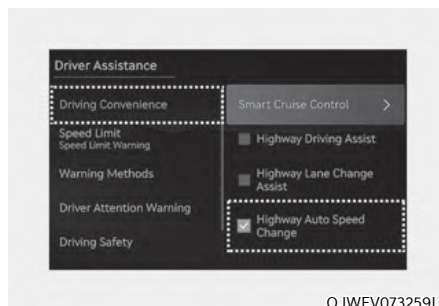 Driver Assistance
Driving Convenience
Speed Limit
Speed Limit Warning
Warning Methods
Driver Attention Warning
Driving Safety
Smart Cruise Control >
Highway Driving Assist
Highway Lane Change
Assist
Highway Auto Speed
Change
OJWEV073259L